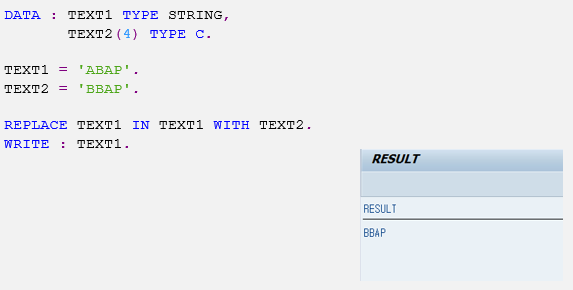 DATA : TEXT1 TYPE STRING,
TEXT2(4) TYPE C.
TEXT1 = 'ABAP'.
TEXT2 = 'BBAP'.
REPLACE TEXT1 IN TEXT1 WITH TEXT2.
WRITE : TEXT1.
RESULT
RESULT
BBAP